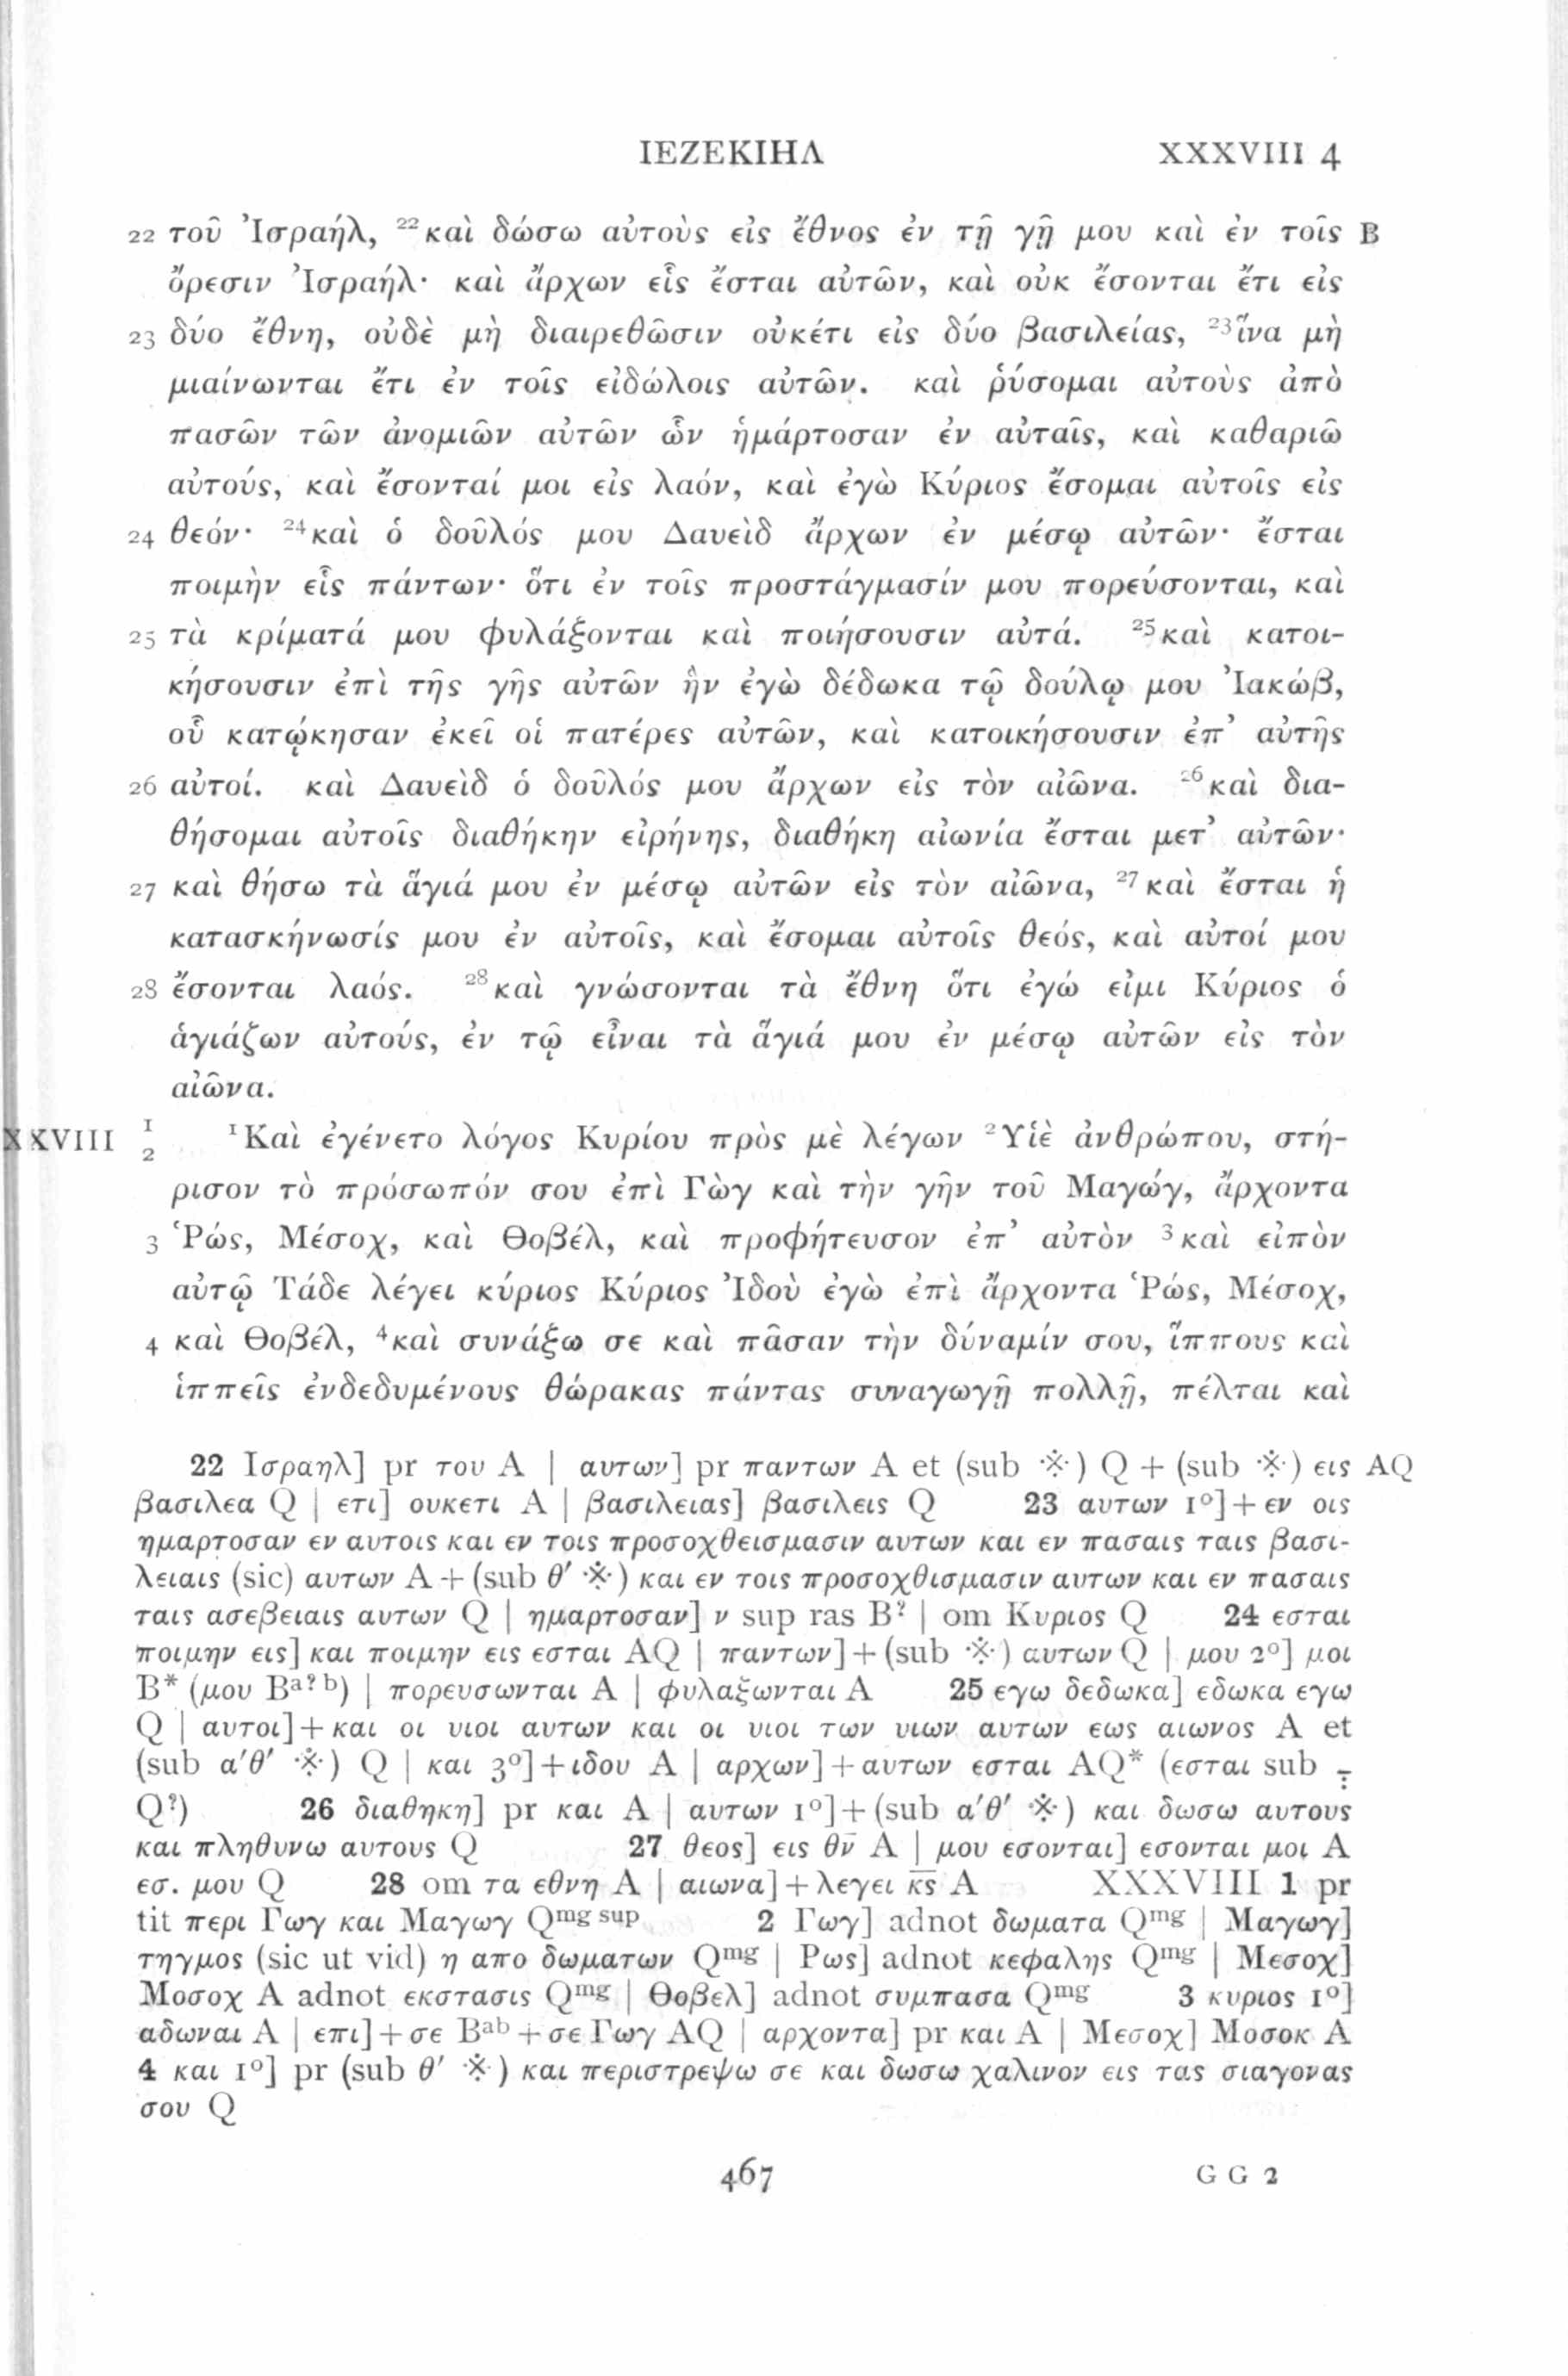 ΙΕΖΕΚΙΗΛ XXXVIII 4
22 τοῦ Ἰσραήλ, ²²καὶ δώσω αὐτοὺς εἰς ἔθνος ἐν τῇ γῇ μου καὶ ἐν τοῖς B
ὄρεσιν Ἰσραήλ· καὶ ἄρχων εἷς ἔσται αὐτῶν, καὶ οὐκ ἔσονται ἔτι εἰς
23 δύο ἔθνη, οὐδὲ μὴ διαιρεθῶσιν οὐκέτι εἰς δύο βασιλείας, ²³ἵνα μὴ
μιαίνωνται ἔτι ἐν τοῖς εἰδώλοις αὐτῶν. καὶ ῥύσομαι αὐτοὺς ἀπὸ
πασῶν τῶν ἀνομιῶν αὐτῶν ὧν ἡμάρτοσαν ἐν αὐταῖς, καὶ καθαριῶ
αὐτούς, καὶ ἔσονταί μοι εἰς λαόν, καὶ ἐγὼ Κύριος ἔσομαι αὐτοῖς εἰς
24 θεόν· ²⁴καὶ ὁ δοῦλός μου Δαυεὶδ ἄρχων ἐν μέσῳ αὐτῶν· ἔσται
ποιμὴν εἷς πάντων· ὅτι ἐν τοῖς προστάγμασίν μου πορεύσονται, καὶ
25 τὰ κρίματά μου φυλάξονται καὶ ποιήσουσιν αὐτά. ²⁵καὶ κατοι-
κήσουσιν ἐπὶ τῆς γῆς αὐτῶν ἣν ἐγὼ δέδωκα τῷ δούλῳ μου Ἰακώβ,
οὗ κατῴκησαν ἐκεῖ οἱ πατέρες αὐτῶν, καὶ κατοικήσουσιν ἐπ’ αὐτῆς
26 αὐτοί. καὶ Δαυεὶδ ὁ δοῦλός μου ἄρχων εἰς τὸν αἰῶνα. ²⁶καὶ δια-
θήσομαι αὐτοῖς διαθήκην εἰρήνης, διαθήκη αἰωνία ἔσται μετ’ αὐτῶν·
27 καὶ θήσω τὰ ἅγιά μου ἐν μέσῳ αὐτῶν εἰς τὸν αἰῶνα, ²⁷καὶ ἔσται ἡ
κατασκήνωσίς μου ἐν αὐτοῖς, καὶ ἔσομαι αὐτοῖς θεός, καὶ αὐτοί μου
28 ἔσονται λαός. ²⁸καὶ γνώσονται τὰ ἔθνη ὅτι ἐγώ εἰμι Κύριος ὁ
ἁγιάζων αὐτούς, ἐν τῷ εἶναι τὰ ἅγιά μου ἐν μέσῳ αὐτῶν εἰς τὸν
αἰῶνα.
XXVIII 1 2 ¹Καὶ ἐγένετο λόγος Κυρίου πρὸς μὲ λέγων ²Υἱὲ ἀνθρώπου, στή-
ρισον τὸ πρόσωπόν σου ἐπὶ Γὼγ καὶ τὴν γῆν τοῦ Μαγώγ, ἄρχοντα
3 Ῥώς, Μέσοχ, καὶ Θοβέλ, καὶ προφήτευσον ἐπ’ αὐτὸν ³καὶ εἰπὸν
αὐτῷ Τάδε λέγει κύριος Κύριος Ἰδοὺ ἐγὼ ἐπὶ ἄρχοντα Ῥώς, Μέσοχ,
4 καὶ Θοβέλ, ⁴καὶ συνάξω σε καὶ πᾶσαν τὴν δύναμίν σου, ἵππους καὶ
ἱππεῖς ἐνδεδυμένους θώρακας πάντας συναγωγῇ πολλῇ, πέλται καὶ
22 Ισραηλ] pr του A | αυτων] pr παντων A et (sub ※) Q + (sub ※) εις AQ
βασιλεα Q | ετι] ουκετι A | βασιλειας] βασιλεις Q 23 αυτων 1°] + εν οις
ημαρτοσαν εν αυτοις και εν τοις προσοχθεισμασιν αυτων και εν πασαις ταις βασι-
λειαις (sic) αυτων A + (sub θ′ ※) και εν τοις προσοχθισμασιν αυτων και εν πασαις
ταις ασεβειαις αυτων Q | ημαρτοσαν] ν sup ras B? | om Κυριος Q 24 εσται
ποιμην εις] και ποιμην εις εσται AQ | παντων] + (sub ※) αυτων Q | μου 2°] μοι
B* (μου Bᵃ?ᵇ) | πορευσωνται A | φυλαξωνται A 25 εγω δεδωκα] εδωκα εγω
Q | αυτοι] + και οι υιοι αυτων και οι υιοι των υιων αυτων εως αιωνος A et
(sub α′θ′ ※) Q | και 3°] + ιδου A | αρχων] + αυτων εσται AQ* (εσται sub ÷
Q?) 26 διαθηκη] pr και A | αυτων 1°] + (sub α′θ′ ※) και δωσω αυτους
και πληθυνω αυτους Q 27 θεος] εις θν̄ A | μου εσονται] εσονται μοι A
εσ. μου Q 28 om τα εθνη A | αιωνα] + λεγει κ̅ς̅ A XXXVIII 1 pr
tit περι Γωγ και Μαγωγ Qᵐᵍ ˢᵘᵖ 2 Γωγ] adnot δωματα Qᵐᵍ | Μαγωγ]
τηγμος (sic ut vid) η απο δωματων Qᵐᵍ | Ρως] adnot κεφαλης Qᵐᵍ | Μεσοχ]
Μοσοχ A adnot εκστασις Qᵐᵍ | Θοβελ] adnot συμπασα Qᵐᵍ 3 κυριος 1°]
αδωναι A | επι] + σε Bᵃᵇ + σε Γωγ AQ | αρχοντα] pr και A | Μεσοχ] Μοσοκ A
4 και 1°] pr (sub θ′ ※) και περιστρεψω σε και δωσω χαλινον εις τας σιαγονας
σου Q
467 G G 2